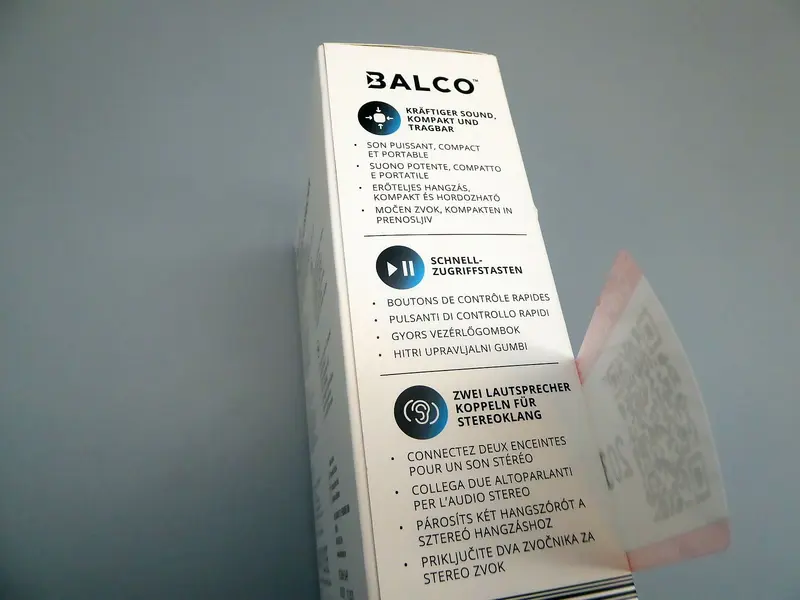 BALCO™
KRÄFTIGER SOUND,
KOMPAKT UND
TRAGBAR
• SON PUISSANT, COMPACT
ET PORTABLE
• SUONO POTENTE, COMPATTO
E PORTATILE
• ERŐTELJES HANGZÁS,
KOMPAKT ÉS HORDOZHATÓ
• MOČEN ZVOK, KOMPAKTEN IN
PRENOSLJIV
SCHNELL-
ZUGRIFFSTASTEN
• BOUTONS DE CONTRÔLE RAPIDES
• PULSANTI DI CONTROLLO RAPIDI
• GYORS VEZÉRLŐGOMBOK
• HITRI UPRAVLJALNI GUMBI
ZWEI LAUTSPRECHER
KOPPELN FÜR
STEREOKLANG
• CONNECTEZ DEUX ENCEINTES
POUR UN SON STÉRÉO
• COLLEGA DUE ALTOPARLANTI
PER L'AUDIO STEREO
• PÁROSÍTS KÉT HANGSZÓRÓT A
SZTEREÓ HANGZÁSHOZ
• PRIKLJUČITE DVA ZVOČNIKA ZA
STEREO ZVOK